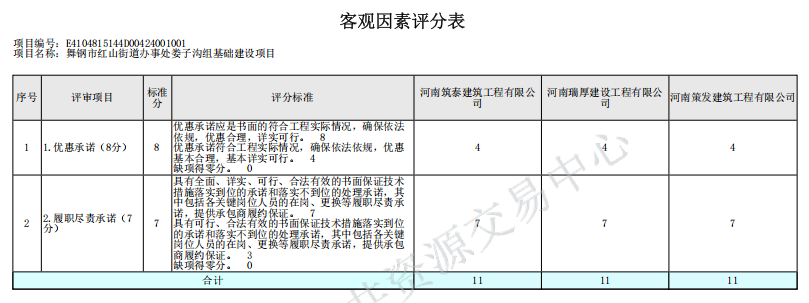 客观因素评分表
项目编号: E4104815144D00424001001
项目名称: 舞钢市红山街道办事处娄子沟组基础建设项目
序号 评审项目 标准分 评分标准 河南筑泰建筑工程有限公司 河南瑞厚建设工程有限公司 河南策发建筑工程有限公司
1 1.优惠承诺（8分） 8 4 4 4
优惠承诺应是书面的符合工程实际情况，确保依法
依规，优惠合理，详实可行。 8
优惠承诺符合工程实际情况，确保依法依规，优惠
基本合理，基本详实可行。 4
缺项得零分。 0
2 2.履职尽责承诺（7分） 7 7 7 7
具有全面、详实、可行、合法有效的书面保证技术
措施落实到位的承诺和落实不到位的处理承诺，其
中包括各关键岗位人员的在岗、更换等履职尽责承
诺，提供承包商履约保证。 7
具有可行、合法有效的书面保证技术措施落实到位
的承诺和落实不到位的处理承诺，其中包括各关键
岗位人员的在岗、更换等履职尽责承诺，提供承包
商履约保证。 3
缺项得零分。 0
合计 11 11 11
共资源交易中心